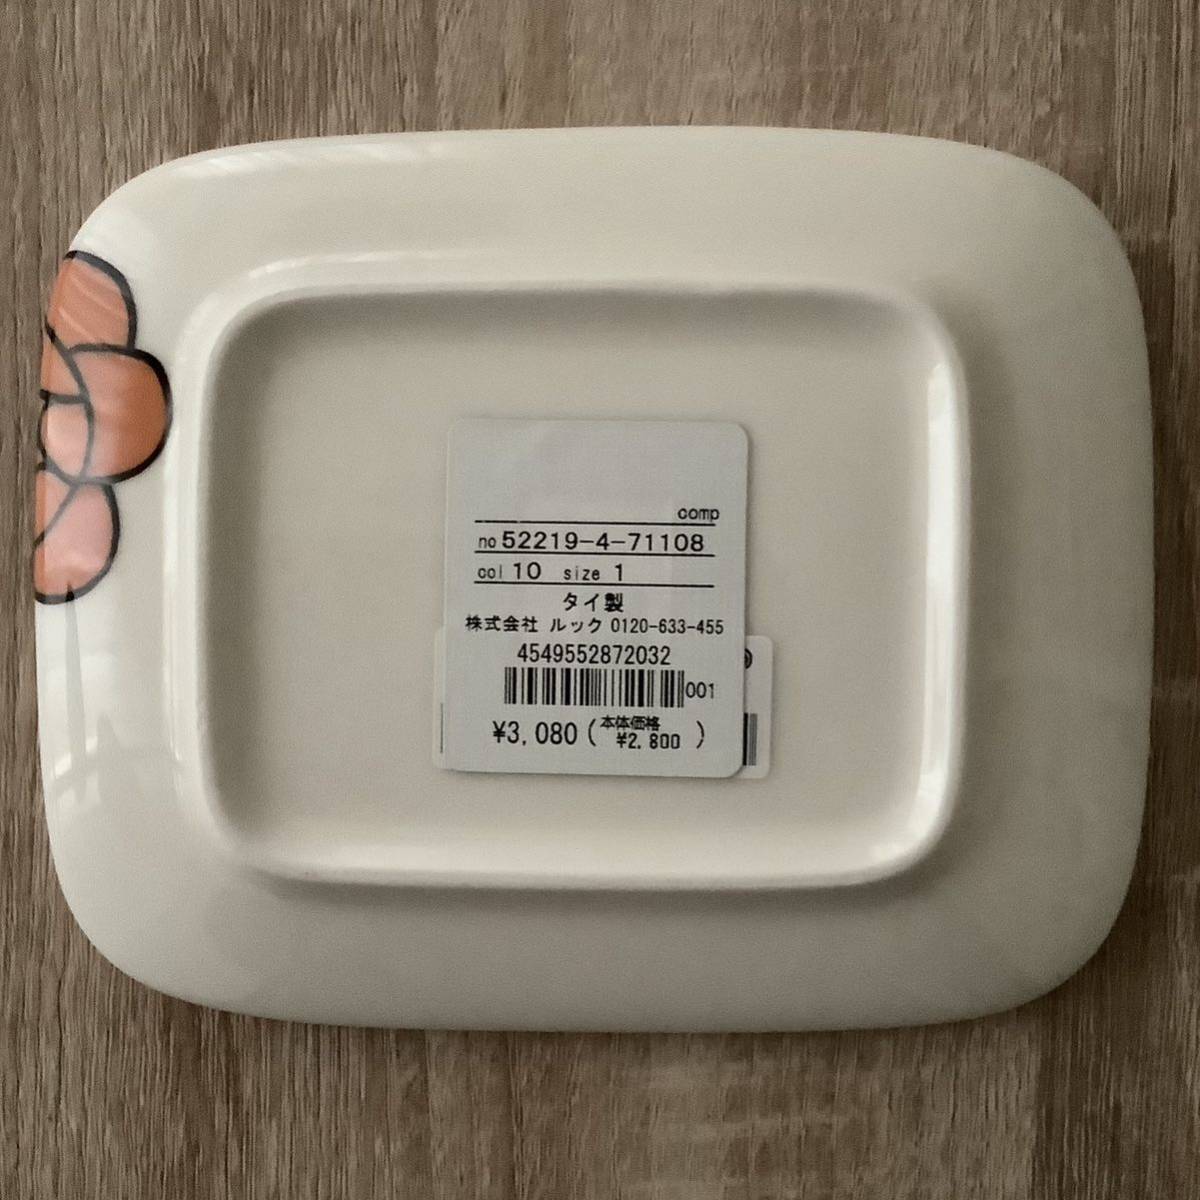 comp
no 52219-4-71108
col 10 size 1
タイ製
株式会社 ルック 0120-633-455
4549552872032
001
¥3,080 (本体価格 ¥2,800 )